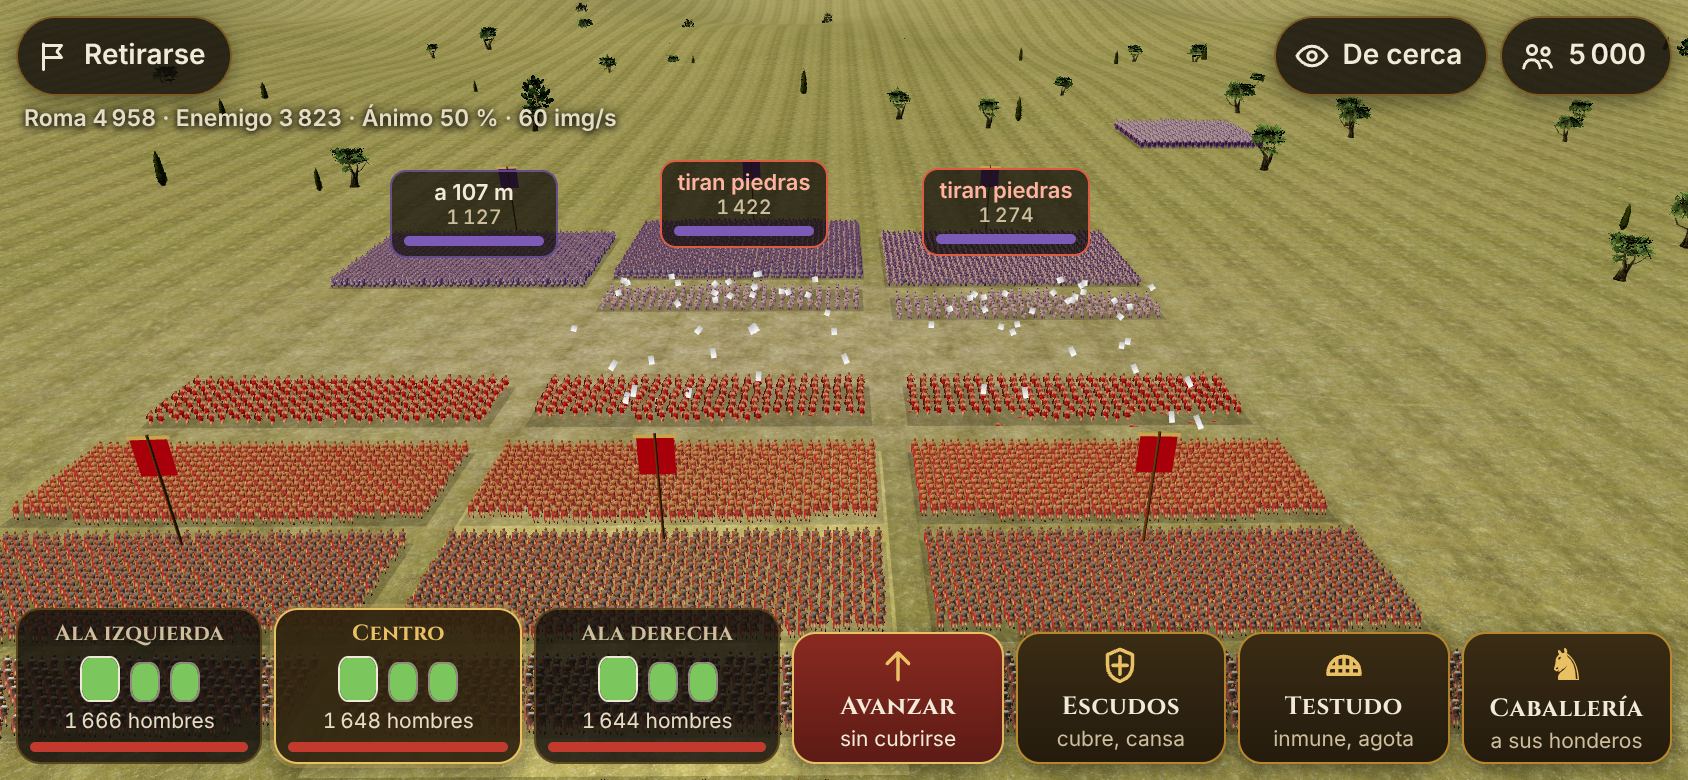 Retirarse
De cerca
5 000
Roma 4 958 · Enemigo 3 823 · Ánimo 50 % · 60 img/s
a 107 m
1 127
tiran piedras
1 422
tiran piedras
1 274
Ala izquierda
1 666 hombres
Centro
1 648 hombres
Ala derecha
1 644 hombres
Avanzar
sin cubrirse
Escudos
cubre, cansa
Testudo
inmune, agota
Caballería
a sus honderos